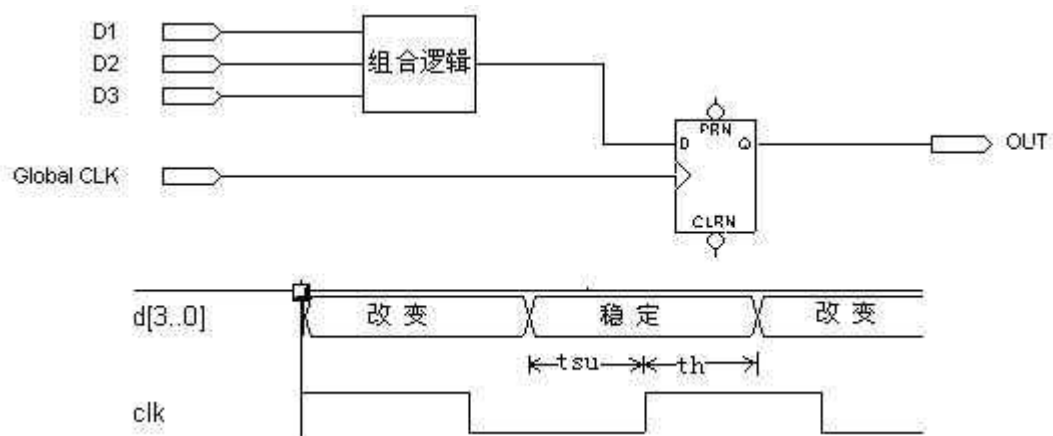 D1
D2
D3
组合逻辑
PRN
D Q
CLRN
OUT
Global CLK
d[3..0]
改变
稳定
改变
tsu
th
clk